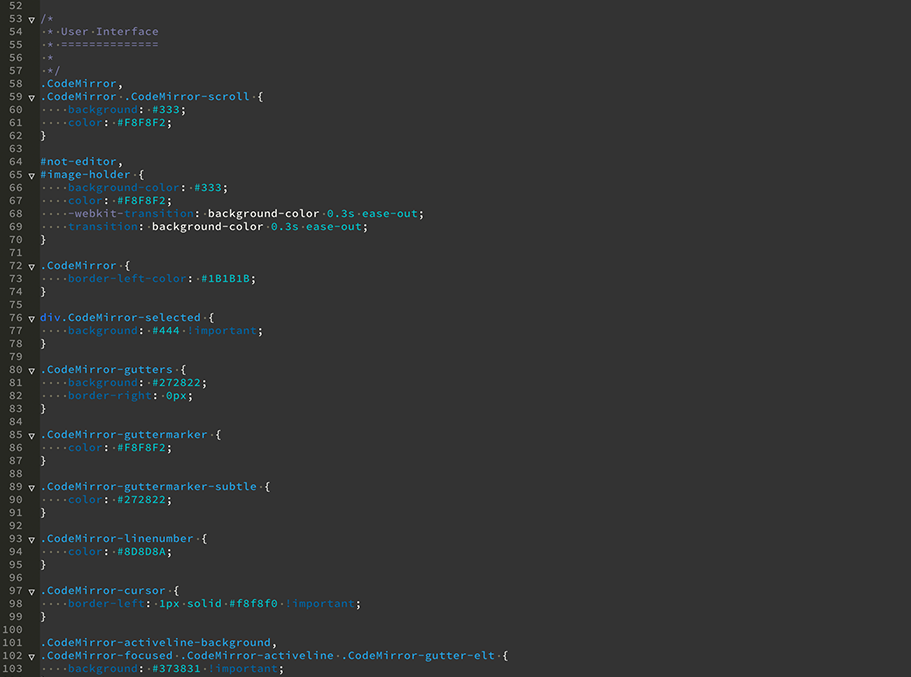 52
53 /*
54  * User Interface
55  * ==============
56  *
57  */
58 .CodeMirror,
59 .CodeMirror .CodeMirror-scroll {
60     background: #333;
61     color: #F8F8F2;
62 }
63
64 #not-editor,
65 #image-holder {
66     background-color: #333;
67     color: #F8F8F2;
68     -webkit-transition: background-color 0.3s ease-out;
69     transition: background-color 0.3s ease-out;
70 }
71
72 .CodeMirror {
73     border-left-color: #1B1B1B;
74 }
75
76 div.CodeMirror-selected {
77     background: #444 !important;
78 }
79
80 .CodeMirror-gutters {
81     background: #272822;
82     border-right: 0px;
83 }
84
85 .CodeMirror-guttermarker {
86     color: #F8F8F2;
87 }
88
89 .CodeMirror-guttermarker-subtle {
90     color: #272822;
91 }
92
93 .CodeMirror-linenumber {
94     color: #8D8D8A;
95 }
96
97 .CodeMirror-cursor {
98     border-left: 1px solid #f8f8f0 !important;
99 }
100
101 .CodeMirror-activeline-background,
102 .CodeMirror-focused .CodeMirror-activeline .CodeMirror-gutter-elt {
103     background: #373831 !important;